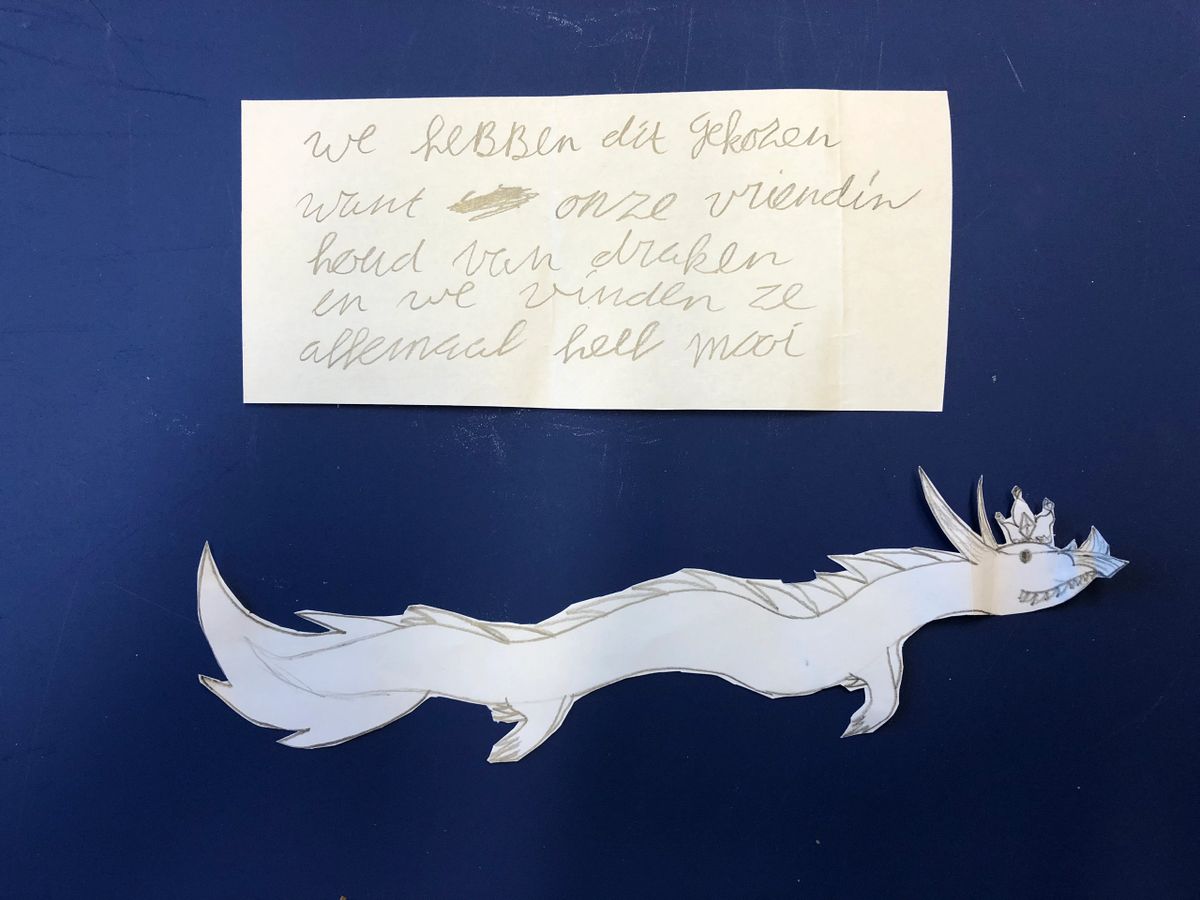 we heBBen dit gekozen
want onze vriendin
houd van draken
en we vinden ze
allemaal heel mooi